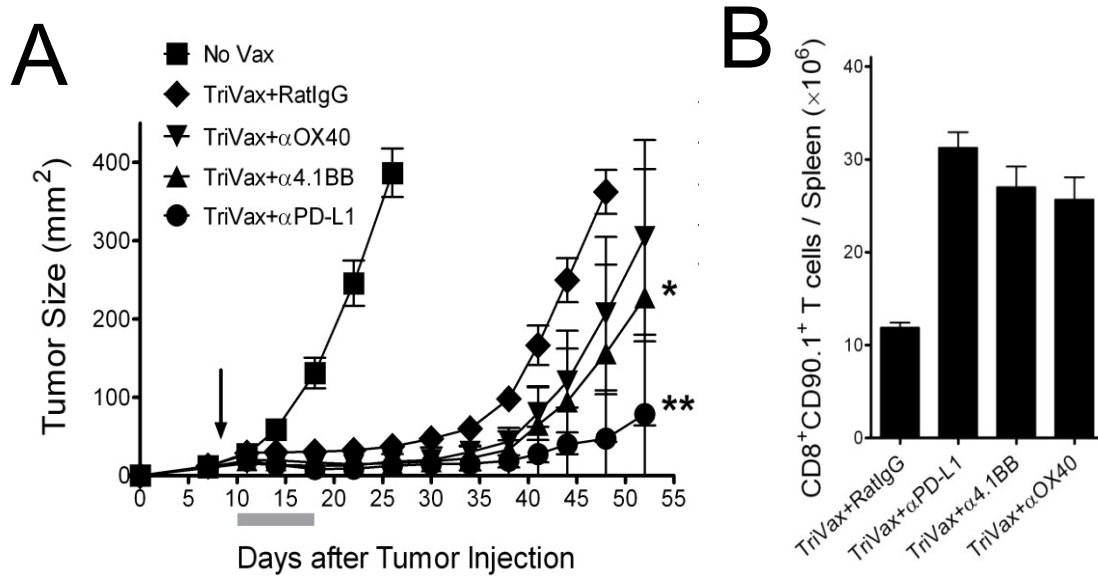 A
No Vax
TriVax+RatIgG
TriVax+αOX40
TriVax+α4.1BB
TriVax+αPD-L1
Tumor Size (mm²)
400
300
200
100
0
*
**
0 5 10 15 20 25 30 35 40 45 50 55
Days after Tumor Injection
B
CD8⁺CD90.1⁺ T cells / Spleen (×10⁶)
40
30
20
10
0
TriVax+RatIgG
TriVax+αPD-L1
TriVax+α4.1BB
TriVax+αOX40